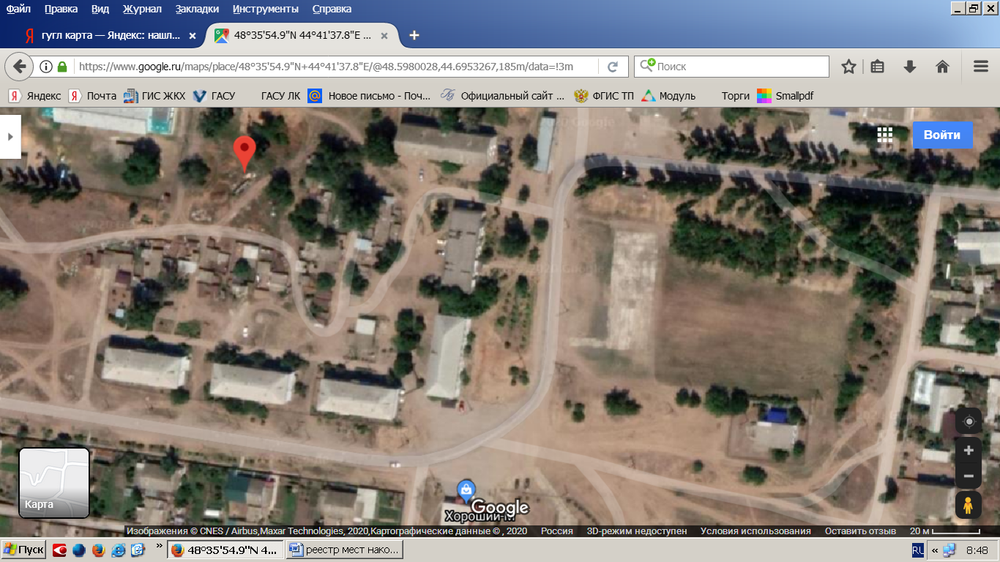 Файл Правка Вид Журнал Закладки Инструменты Справка
гугл карта — Яндекс: нашл... 48°35'54.9"N 44°41'37.8"E ...
https://www.google.ru/maps/place/48°35'54.9"N+44°41'37.8"E/@48.5980028,44.6953267,185m/data=!3m Поиск
Яндекс Почта ГИС ЖКХ ГАСУ ГАСУ ЛК Новое письмо - Поч... Официальный сайт ... ФГИС ТП Модуль Торги Smallpdf
Войти
Карта
Google
Хороший
Изображения © CNES / Airbus,Maxar Technologies, 2020,Картографические данные © , 2020 Россия 3D-режим недоступен Условия использования Оставить отзыв 20 м
Пуск » 48°35'54.9"N 4... реестр мест нако... RU « 8:48